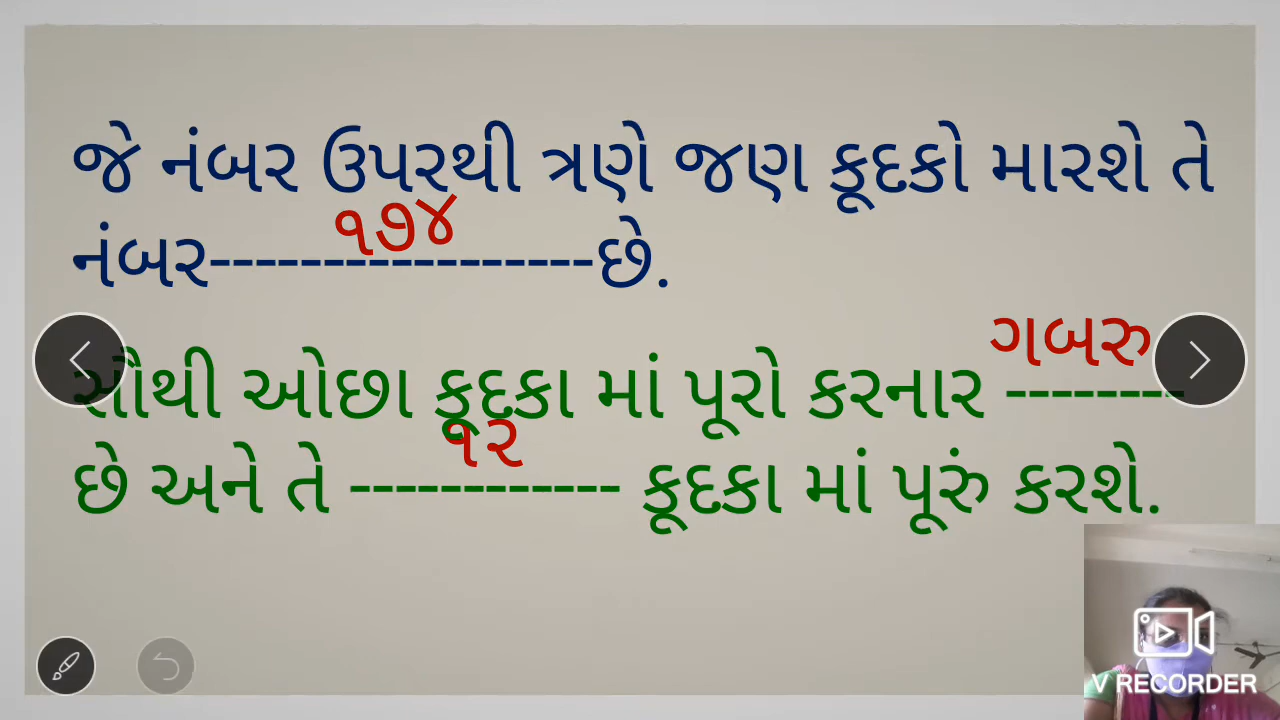 જે નંબર ઉપરથી ત્રણે જણ કૂદકો મારશે તે
૧૭૪
નંબર-----------------છે.
ગબરુ
સૌથી ઓછા કૂદકા માં પૂરો કરનાર --------
૧૨
છે અને તે ------------ કૂદકા માં પૂરું કરશે.
V RECORDER